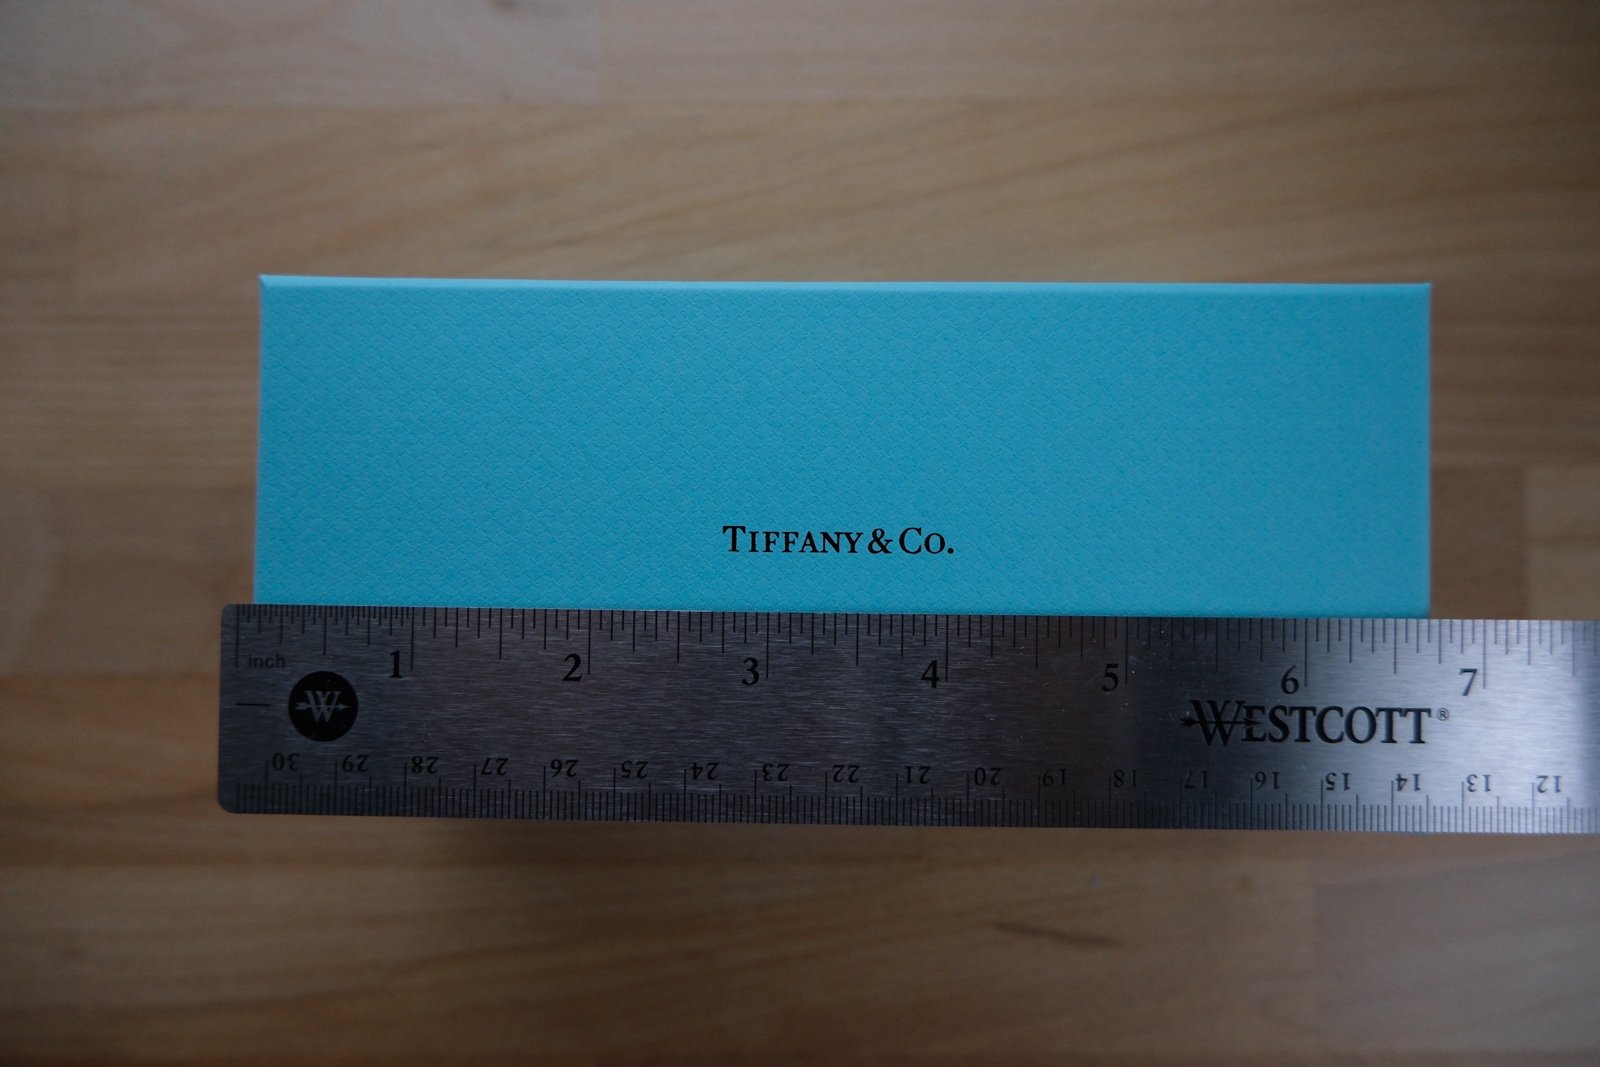 TIFFANY & CO.
inch 1 2 3 4 5 6 7
W
WESTCOTT®
30 29 28 27 26 25 24 23 22 21 20 19 18 17 16 15 14 13 12